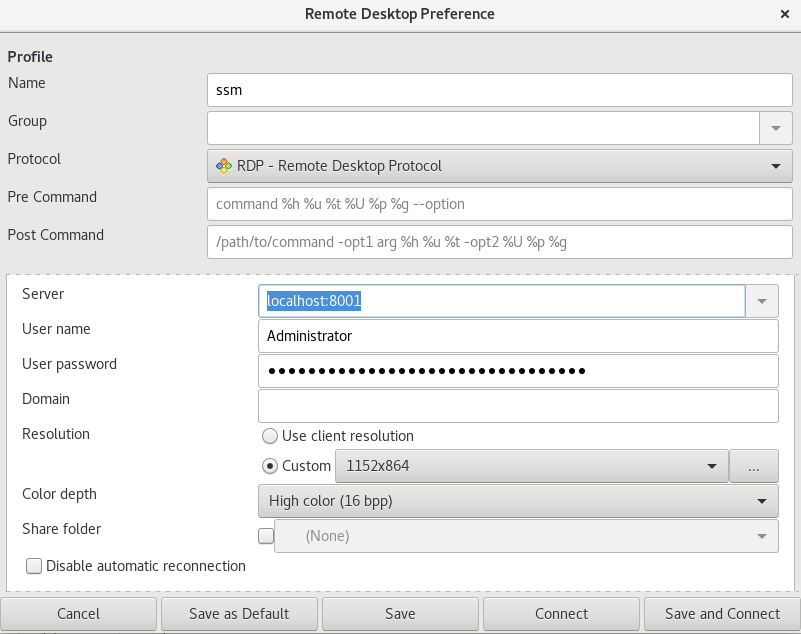 Remote Desktop Preference
Profile
Name
ssm
Group
Protocol
RDP - Remote Desktop Protocol
Pre Command
command %h %u %t %U %p %g --option
Post Command
/path/to/command -opt1 arg %h %u %t -opt2 %U %p %g
Server
localhost:8001
User name
Administrator
User password
Domain
Resolution
Use client resolution
Custom
1152x864
...
Color depth
High color (16 bpp)
Share folder
(None)
Disable automatic reconnection
Cancel
Save as Default
Save
Connect
Save and Connect